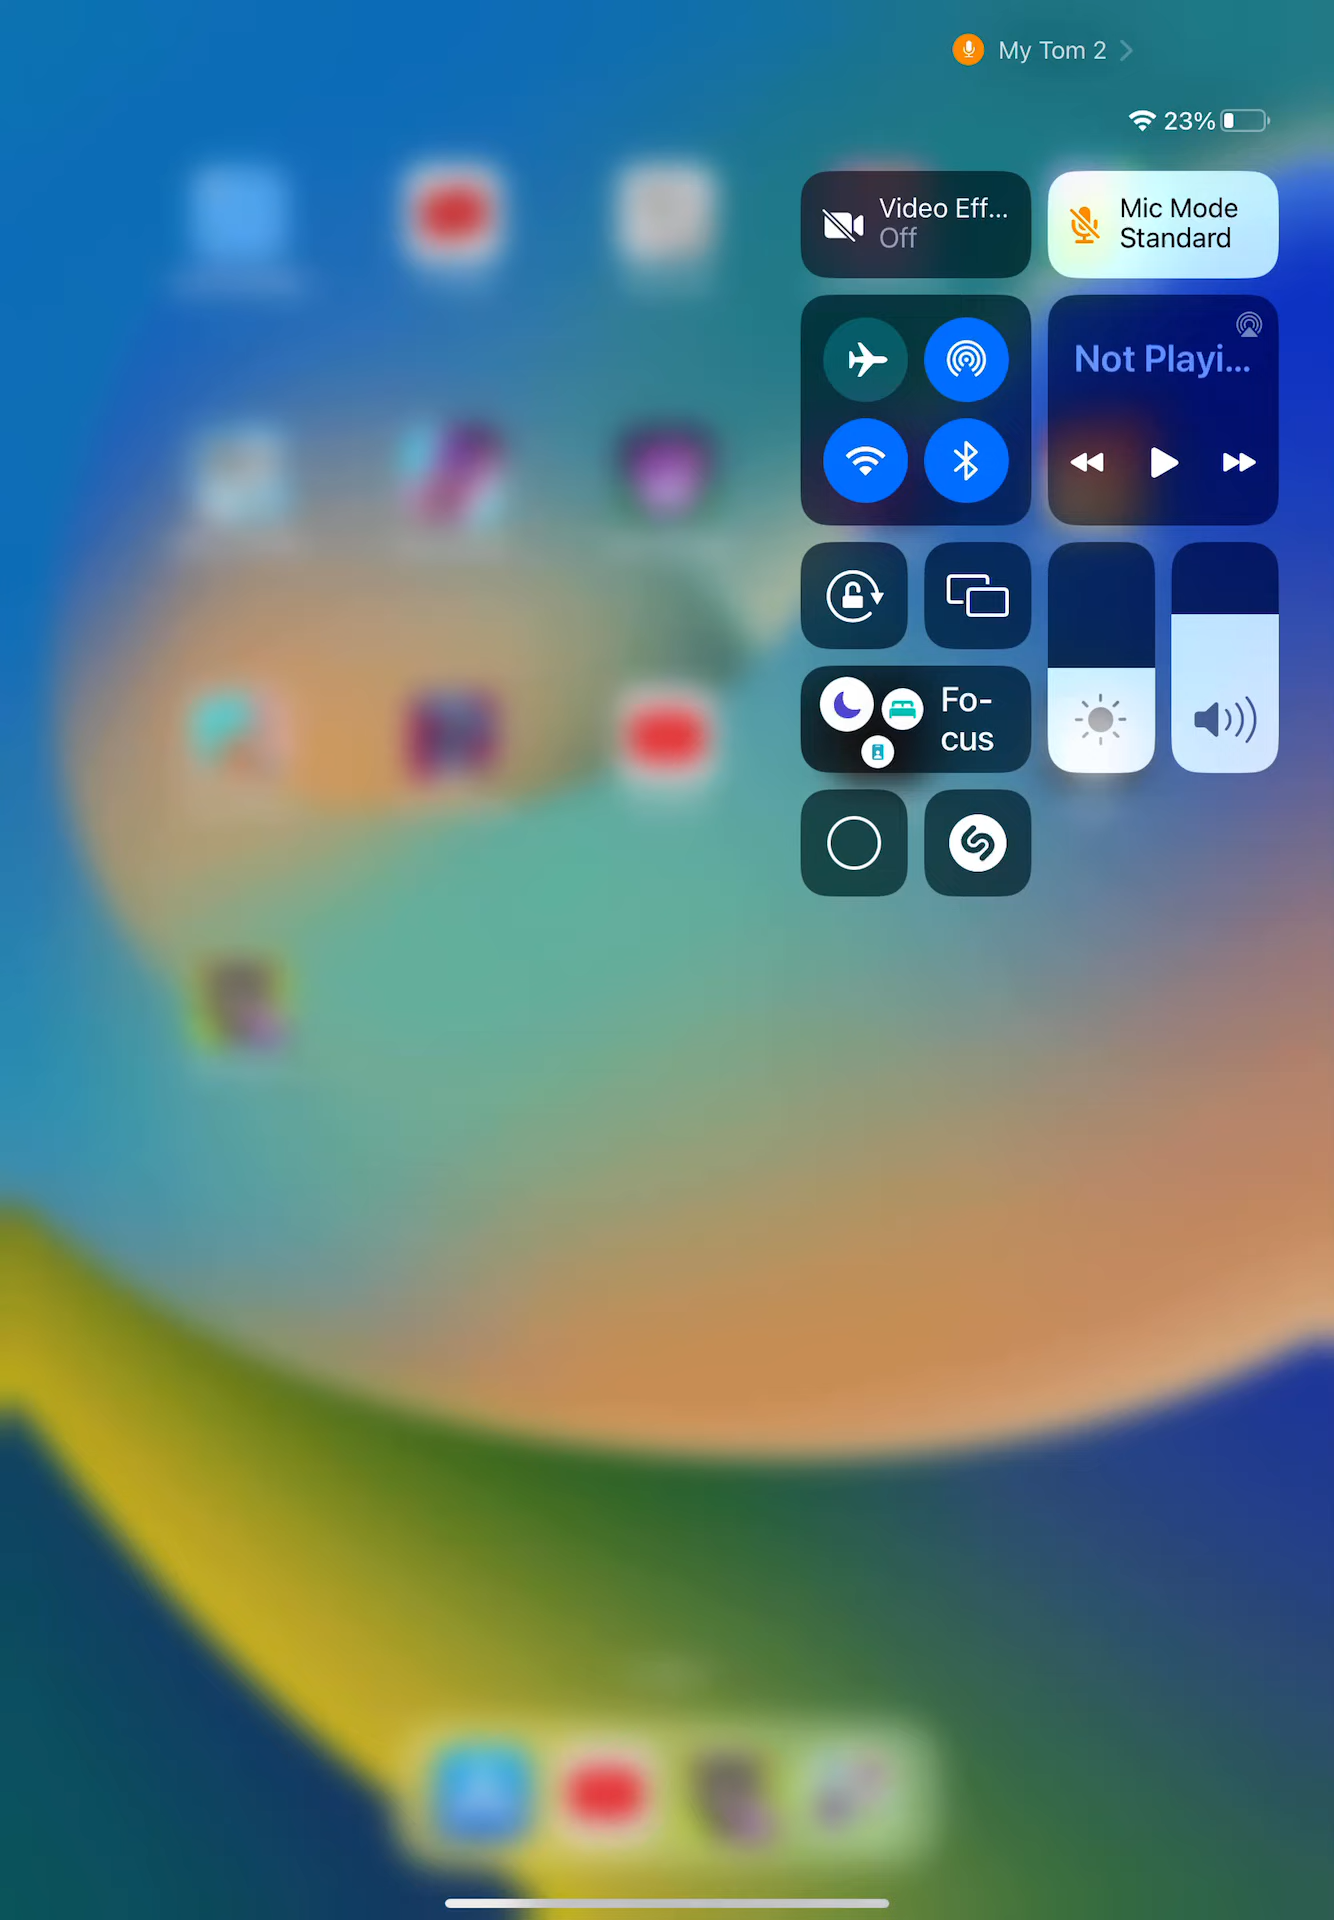 My Tom 2
23%
Video Eff...
Off
Mic Mode
Standard
Not Playi...
Fo-
cus